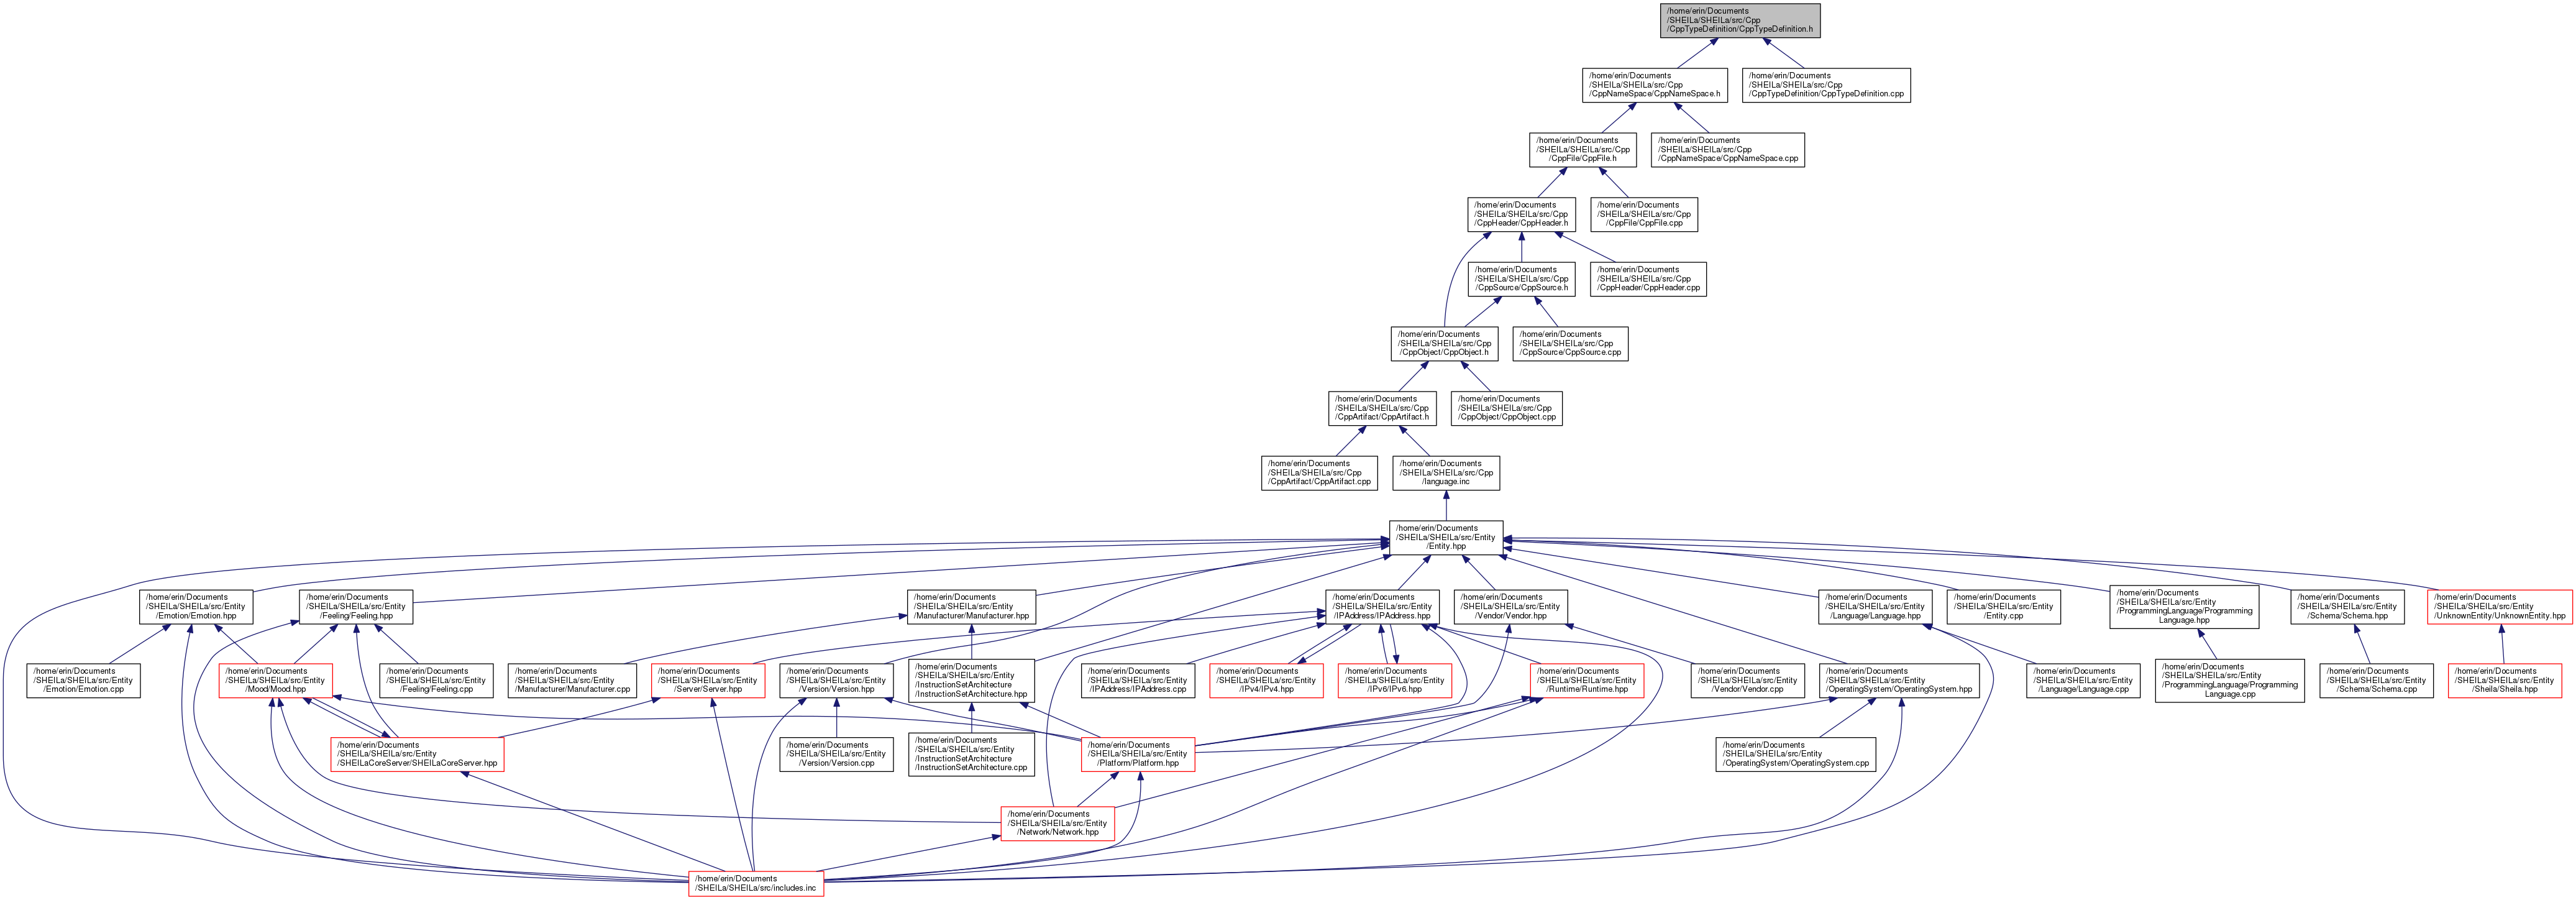 /home/erin/Documents
/SHEILa/SHEILa/src/Cpp
/CppTypeDefinition/CppTypeDefinition.h
/home/erin/Documents
/SHEILa/SHEILa/src/Cpp
/CppNameSpace/CppNameSpace.h
/home/erin/Documents
/SHEILa/SHEILa/src/Cpp
/CppTypeDefinition/CppTypeDefinition.cpp
/home/erin/Documents
/SHEILa/SHEILa/src/Cpp
/CppFile/CppFile.h
/home/erin/Documents
/SHEILa/SHEILa/src/Cpp
/CppNameSpace/CppNameSpace.cpp
/home/erin/Documents
/SHEILa/SHEILa/src/Cpp
/CppHeader/CppHeader.h
/home/erin/Documents
/SHEILa/SHEILa/src/Cpp
/CppFile/CppFile.cpp
/home/erin/Documents
/SHEILa/SHEILa/src/Cpp
/CppSource/CppSource.h
/home/erin/Documents
/SHEILa/SHEILa/src/Cpp
/CppHeader/CppHeader.cpp
/home/erin/Documents
/SHEILa/SHEILa/src/Cpp
/CppObject/CppObject.h
/home/erin/Documents
/SHEILa/SHEILa/src/Cpp
/CppSource/CppSource.cpp
/home/erin/Documents
/SHEILa/SHEILa/src/Cpp
/CppArtifact/CppArtifact.h
/home/erin/Documents
/SHEILa/SHEILa/src/Cpp
/CppObject/CppObject.cpp
/home/erin/Documents
/SHEILa/SHEILa/src/Cpp
/CppArtifact/CppArtifact.cpp
/home/erin/Documents
/SHEILa/SHEILa/src/Cpp
/language.inc
/home/erin/Documents
/SHEILa/SHEILa/src/Entity
/Entity.hpp
/home/erin/Documents
/SHEILa/SHEILa/src/Entity
/Emotion/Emotion.hpp
/home/erin/Documents
/SHEILa/SHEILa/src/Entity
/Feeling/Feeling.hpp
/home/erin/Documents
/SHEILa/SHEILa/src/Entity
/Manufacturer/Manufacturer.hpp
/home/erin/Documents
/SHEILa/SHEILa/src/Entity
/IPAddress/IPAddress.hpp
/home/erin/Documents
/SHEILa/SHEILa/src/Entity
/Vendor/Vendor.hpp
/home/erin/Documents
/SHEILa/SHEILa/src/Entity
/Language/Language.hpp
/home/erin/Documents
/SHEILa/SHEILa/src/Entity
/Entity.cpp
/home/erin/Documents
/SHEILa/SHEILa/src/Entity
/ProgrammingLanguage/Programming
Language.hpp
/home/erin/Documents
/SHEILa/SHEILa/src/Entity
/Schema/Schema.hpp
/home/erin/Documents
/SHEILa/SHEILa/src/Entity
/UnknownEntity/UnknownEntity.hpp
/home/erin/Documents
/SHEILa/SHEILa/src/Entity
/Emotion/Emotion.cpp
/home/erin/Documents
/SHEILa/SHEILa/src/Entity
/Mood/Mood.hpp
/home/erin/Documents
/SHEILa/SHEILa/src/Entity
/Feeling/Feeling.cpp
/home/erin/Documents
/SHEILa/SHEILa/src/Entity
/Manufacturer/Manufacturer.cpp
/home/erin/Documents
/SHEILa/SHEILa/src/Entity
/Server/Server.hpp
/home/erin/Documents
/SHEILa/SHEILa/src/Entity
/Version/Version.hpp
/home/erin/Documents
/SHEILa/SHEILa/src/Entity
/InstructionSetArchitecture
/InstructionSetArchitecture.hpp
/home/erin/Documents
/SHEILa/SHEILa/src/Entity
/IPAddress/IPAddress.cpp
/home/erin/Documents
/SHEILa/SHEILa/src/Entity
/IPv4/IPv4.hpp
/home/erin/Documents
/SHEILa/SHEILa/src/Entity
/IPv6/IPv6.hpp
/home/erin/Documents
/SHEILa/SHEILa/src/Entity
/Runtime/Runtime.hpp
/home/erin/Documents
/SHEILa/SHEILa/src/Entity
/Vendor/Vendor.cpp
/home/erin/Documents
/SHEILa/SHEILa/src/Entity
/OperatingSystem/OperatingSystem.hpp
/home/erin/Documents
/SHEILa/SHEILa/src/Entity
/Language/Language.cpp
/home/erin/Documents
/SHEILa/SHEILa/src/Entity
/ProgrammingLanguage/Programming
Language.cpp
/home/erin/Documents
/SHEILa/SHEILa/src/Entity
/Schema/Schema.cpp
/home/erin/Documents
/SHEILa/SHEILa/src/Entity
/Sheila/Sheila.hpp
/home/erin/Documents
/SHEILa/SHEILa/src/Entity
/SHEILaCoreServer/SHEILaCoreServer.hpp
/home/erin/Documents
/SHEILa/SHEILa/src/Entity
/Version/Version.cpp
/home/erin/Documents
/SHEILa/SHEILa/src/Entity
/InstructionSetArchitecture
/InstructionSetArchitecture.cpp
/home/erin/Documents
/SHEILa/SHEILa/src/Entity
/Platform/Platform.hpp
/home/erin/Documents
/SHEILa/SHEILa/src/Entity
/OperatingSystem/OperatingSystem.cpp
/home/erin/Documents
/SHEILa/SHEILa/src/Entity
/Network/Network.hpp
/home/erin/Documents
/SHEILa/SHEILa/src/includes.inc